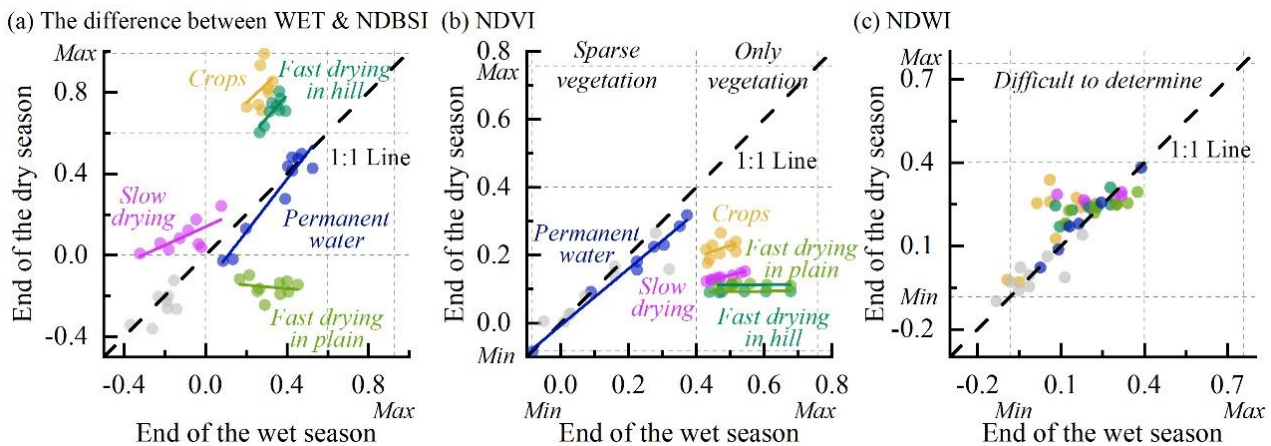 (a) The difference between WET & NDBSI
Max
0.8
0.4
0.0
-0.4
End of the dry season
Crops
Fast drying
in hill
1:1 Line
Slow
drying
Permanent
water
Fast drying
in plain
-0.4
0.0
0.4
0.8
Max
End of the wet season
(b) NDVI
0.8
Max
0.6
0.4
0.2
0.0
Min
End of the dry season
Sparse
vegetation
Only
vegetation
1:1 Line
Permanent
water
Crops
Fast drying
in plain
Slow
drying
Fast drying
in hill
0.0
0.2
0.4
0.6
0.8
Min
Max
End of the wet season
(c) NDWI
Max
0.7
0.4
0.1
Min
-0.2
End of the dry season
Difficult to determine
1:1 Line
-0.2
0.1
0.4
0.7
Min
Max
End of the wet season